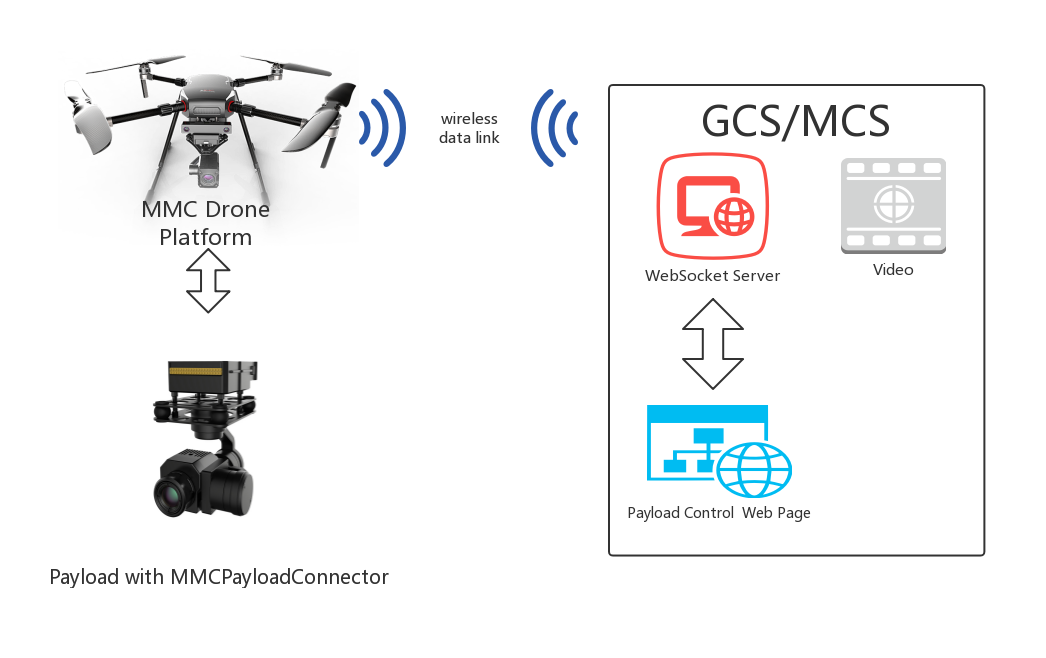 wireless
data link
GCS/MCS
MMC Drone
Platform
WebSocket Server
Video
Payload Control Web Page
Payload with MMCPayloadConnector